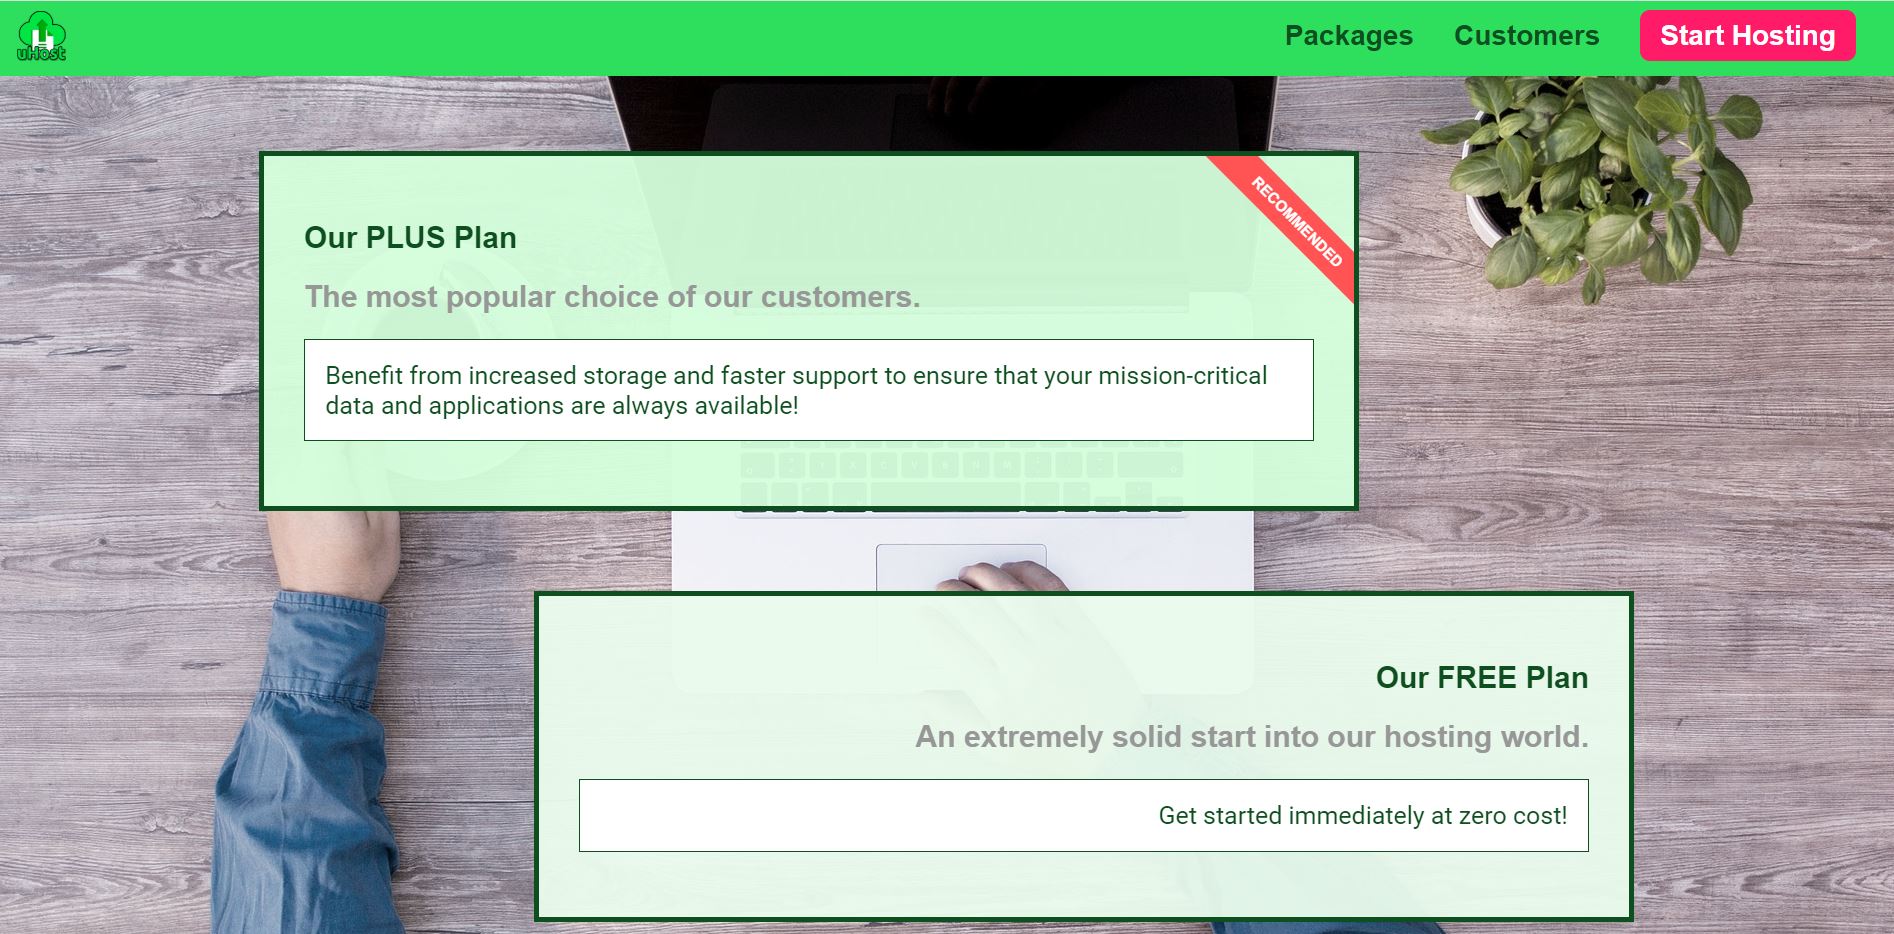 uHost
Packages
Customers
Start Hosting
RECOMMENDED
Our PLUS Plan
The most popular choice of our customers.
Benefit from increased storage and faster support to ensure that your mission-critical
data and applications are always available!
Y X C V B N M
Our FREE Plan
An extremely solid start into our hosting world.
Get started immediately at zero cost!